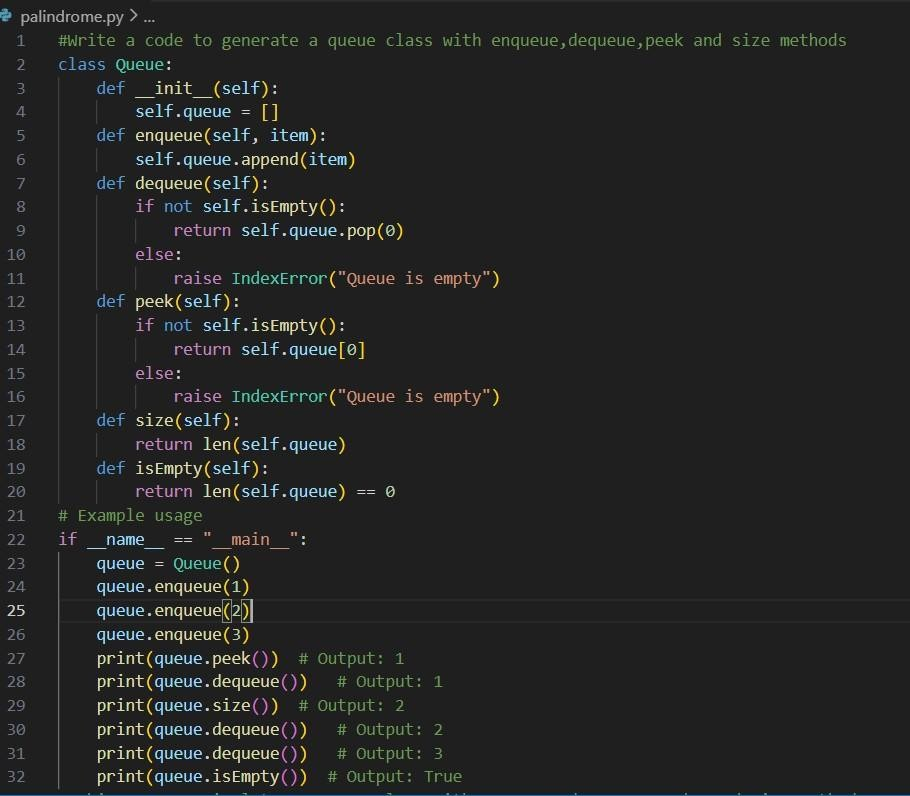 palindrome.py > ...
1 #Write a code to generate a queue class with enqueue,dequeue,peek and size methods
2 class Queue:
3     def __init__(self):
4         self.queue = []
5     def enqueue(self, item):
6         self.queue.append(item)
7     def dequeue(self):
8         if not self.isEmpty():
9             return self.queue.pop(0)
10         else:
11             raise IndexError("Queue is empty")
12     def peek(self):
13         if not self.isEmpty():
14             return self.queue[0]
15         else:
16             raise IndexError("Queue is empty")
17     def size(self):
18         return len(self.queue)
19     def isEmpty(self):
20         return len(self.queue) == 0
21 # Example usage
22 if __name__ == "__main__":
23     queue = Queue()
24     queue.enqueue(1)
25     queue.enqueue(2)
26     queue.enqueue(3)
27     print(queue.peek())  # Output: 1
28     print(queue.dequeue())   # Output: 1
29     print(queue.size())  # Output: 2
30     print(queue.dequeue())   # Output: 2
31     print(queue.dequeue())   # Output: 3
32     print(queue.isEmpty())  # Output: True